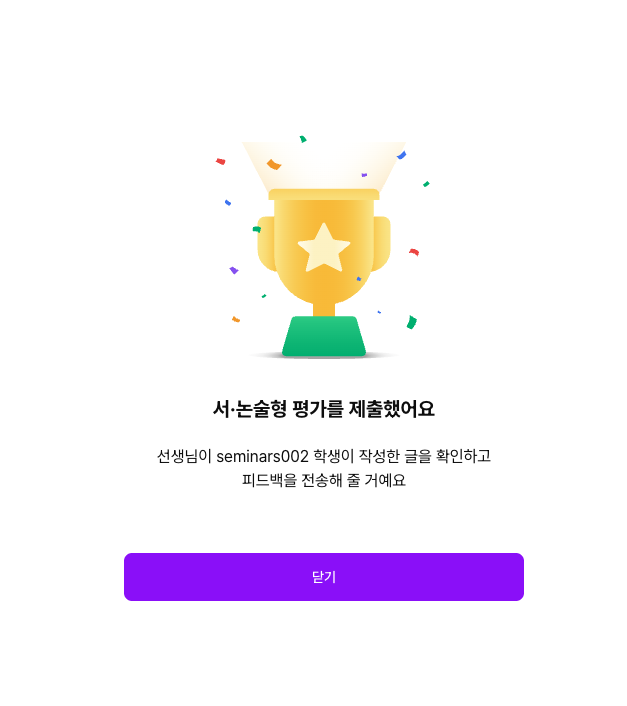 서·논술형 평가를 제출했어요
선생님이 seminars002 학생이 작성한 글을 확인하고
피드백을 전송해 줄 거예요
닫기